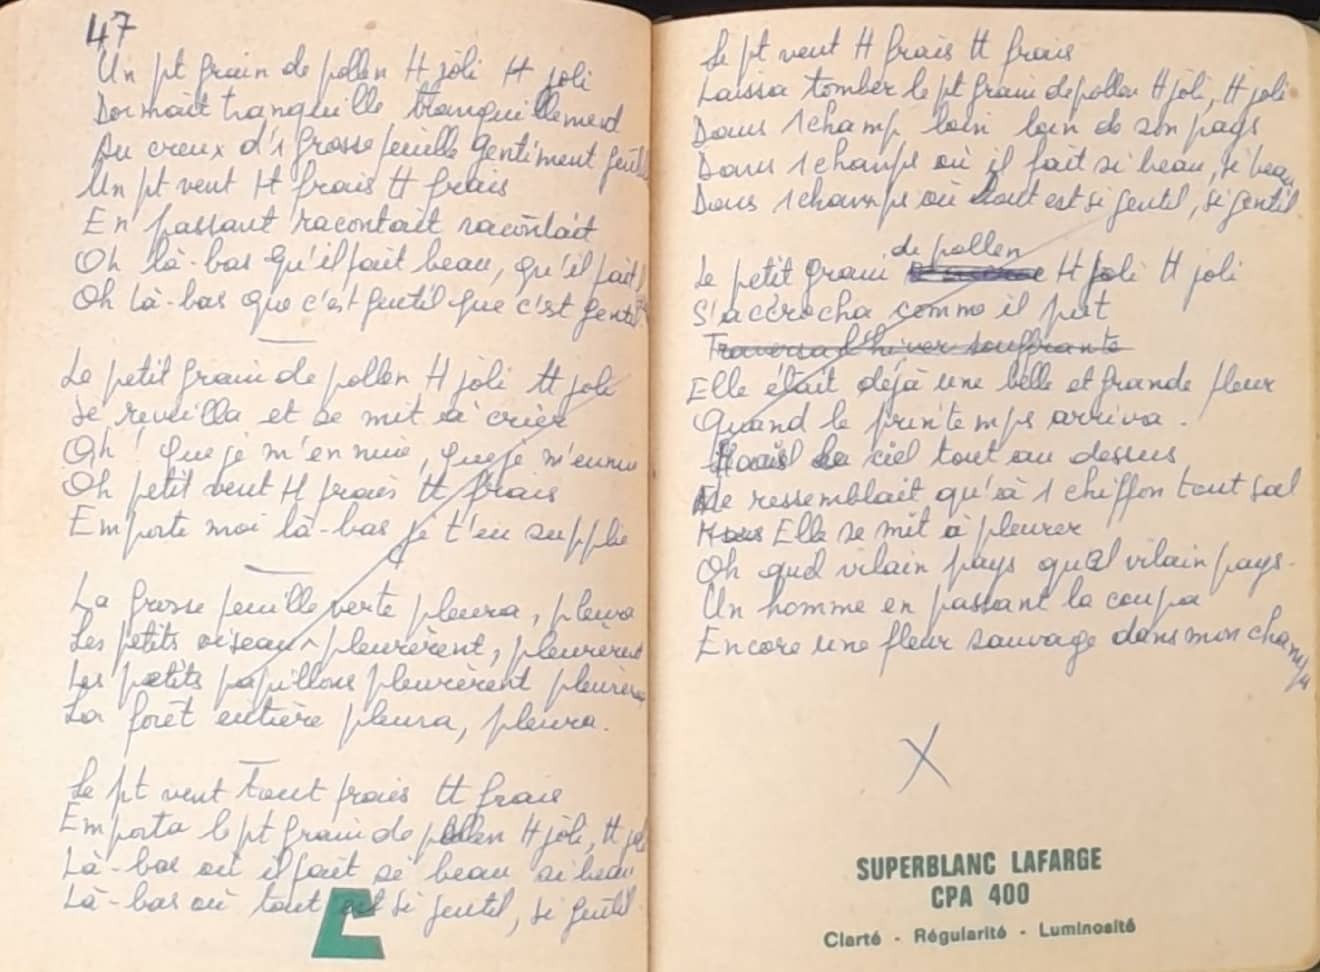 47
Un pt grain de pollen tt joli tt joli
Dormait tranquille tranquillement
Au creux d'1 grosse feuille gentiment gentil
Un pt vent tt frais tt frais
En passant racontait racontait
Oh là-bas qu'il fait beau, qu'il fait
Oh là-bas que c'est gentil que c'est gentil
Le petit grain de pollen tt joli tt joli
Se reveilla et se mit à crier
Oh ! que je m'ennuie, que je m'ennuie
Oh petit vent tt frais tt frais
Emporte moi là-bas je t'en supplie
La grosse feuille verte pleura, pleura
Les petits oiseaux pleurèrent, pleurèrent
Les petits papillons pleurèrent pleurèrent
La forêt entière pleura, pleura.
Le pt vent tout frais tt frais
Emporta le pt grain de pollen tt joli, tt joli
Là-bas où il fait si beau si beau
Là-bas où tout est si gentil, si gentil
Le pt vent tt frais tt frais
Laissa tomber le pt grain de pollen tt joli, tt joli
Dans 1 champ loin loin de son pays
Dans 1 champs où il fait si beau, si beau
Dans 1 champs où tout est si gentil, si gentil
de pollen
Le petit grain tt joli tt joli
S'accrocha comme il put
Traversa l'hiver souffrante
Elle était déjà une belle et grande fleur
Quand le printemps arriva.
Mais le ciel tout au dessus
Ne ressemblait qu'à 1 chiffon tout sal
Mais Elle se mit à pleurer
Oh quel vilain pays quel vilain pays.
Un homme en passant la coupa
Encore une fleur sauvage dans mon champ
X
SUPERBLANC LAFARGE
CPA 400
Clarté - Régularité - Luminosité